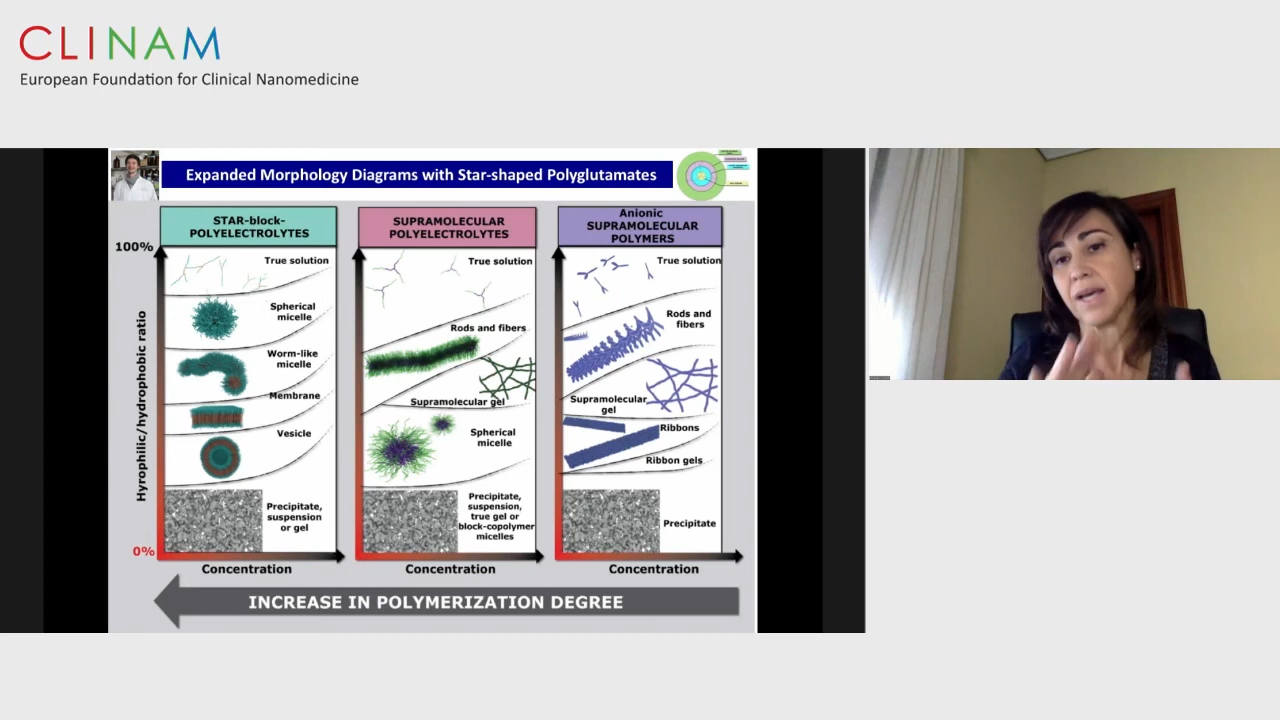 CLINAM
European Foundation for Clinical Nanomedicine
Expanded Morphology Diagrams with Star-shaped Polyglutamates
STAR-block-
POLYELECTROLYTES
SUPRAMOLECULAR
POLYELECTROLYTES
Anionic
SUPRAMOLECULAR
POLYMERS
Hyrophilic/hydrophobic ratio
100%
0%
True solution
Spherical
micelle
Worm-like
micelle
Membrane
Vesicle
Precipitate,
suspension
or gel
True solution
Rods and fibers
Supramolecular gel
Spherical
micelle
Precipitate,
suspension,
true gel or
block-copolymer
micelles
True solution
Rods and
fibers
Supramolecular
gel
Ribbons
Ribbon gels
Precipitate
Concentration
Concentration
Concentration
INCREASE IN POLYMERIZATION DEGREE